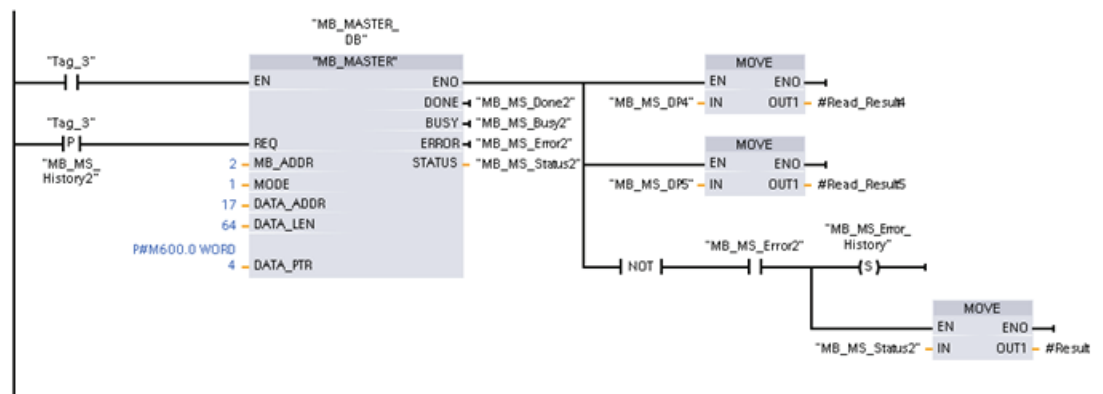 "MB_MASTER_
DB"
"Tag_3"
"MB_MASTER"
MOVE
EN
ENO
EN
ENO
DONE
"MB_MS_Done2"
"MB_MS_DP4"
IN
OUT1
#Read_Result4
"Tag_3"
BUSY
"MB_MS_Busy2"
P
REQ
ERROR
"MB_MS_Error2"
MOVE
"MB_MS_
History2"
2
MB_ADDR
STATUS
"MB_MS_Status2"
EN
ENO
1
MODE
"MB_MS_DP5"
IN
OUT1
#Read_Result5
17
DATA_ADDR
64
DATA_LEN
"MB_MS_Error_
History"
"MB_MS_Error2"
P#M600.0 WORD
4
DATA_PTR
NOT
S
MOVE
EN
ENO
"MB_MS_Status2"
IN
OUT1
#Result